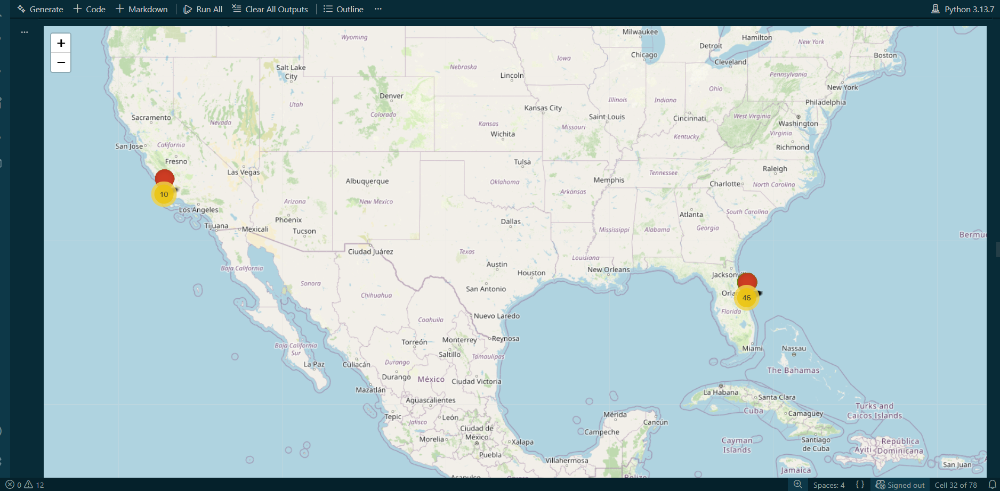 Generate + Code + Markdown Run All Clear All Outputs Outline ... Python 3.13.7
...
+
−
Milwaukee
Hamilton
Wyoming
New York
Detroit
Chicago
Iowa
Boston
Cleveland
Salt Lake
City
Nebraska
Lincoln
Pennsylvania
New York
Ohio
Denver
Illinois
Indiana
Philadelphia
Utah
Kansas City
Colorado
Saint Louis
Cincinnati
West Virginia
Sacramento
Nevada
Kansas
Missouri
Washington
Wichita
Kentucky
Virginia
San Jose
California
Richmond
Fresno
Tulsa
Las Vegas
Raleigh
Tennessee
Albuquerque
Oklahoma
Memphis
Charlotte
North Carolina
Arkansas
10
Arizona
New Mexico
Los Angeles
South Carolina
Atlanta
Phoenix
Dallas
Tijuana
Mexicali
Tucson
Mississippi
Alabama
Georgia
Bermu
Ciudad Juárez
Texas
Louisiana
Baja California
Austin
Houston
New Orleans
Jacksonvil
Sonora
San Antonio
Chihuahua
Orla
46
Florida
Nuevo Laredo
Coahuila
Torreón
Monterrey
Reynosa
Baja California
Sur
Saltillo
Tamaulipas
Miami
Nassau
La Paz
Culiacán
Durango
The Bahamas
Durango
México
Ciudad Victoria
Mazatlán
La Habana
Santa Clara
Aguascalientes
Turks and
Caicos Islands
Cuba
Camagüey
Tepic
León
Mérida
Jalisco
Cancún
Ciudad de
México
Campeche
Morelia
Xalapa
Cayman
Islands
Santiago
de Cuba
República
Dominicana
Ayiti
Puebla
Villahermosa
San Juan
Jamaica
Acapulco
Oaxaca
Belize
0 12 Spaces: 4 {} Signed out Cell 32 of 78